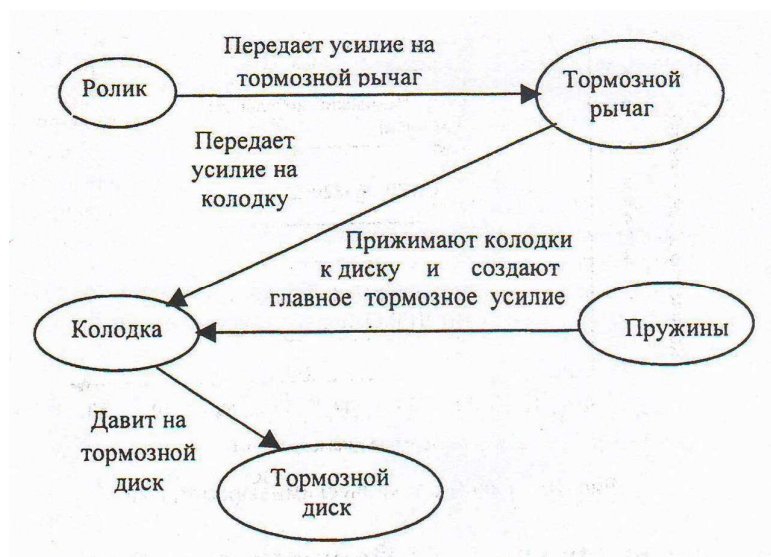 Передает усилие на
тормозной рычаг
Ролик
Тормозной
рычаг
Передает
усилие на
колодку
Прижимают колодки
к диску и создают
главное тормозное усилие
Колодка
Пружины
Давит на
тормозной
диск
Тормозной
диск